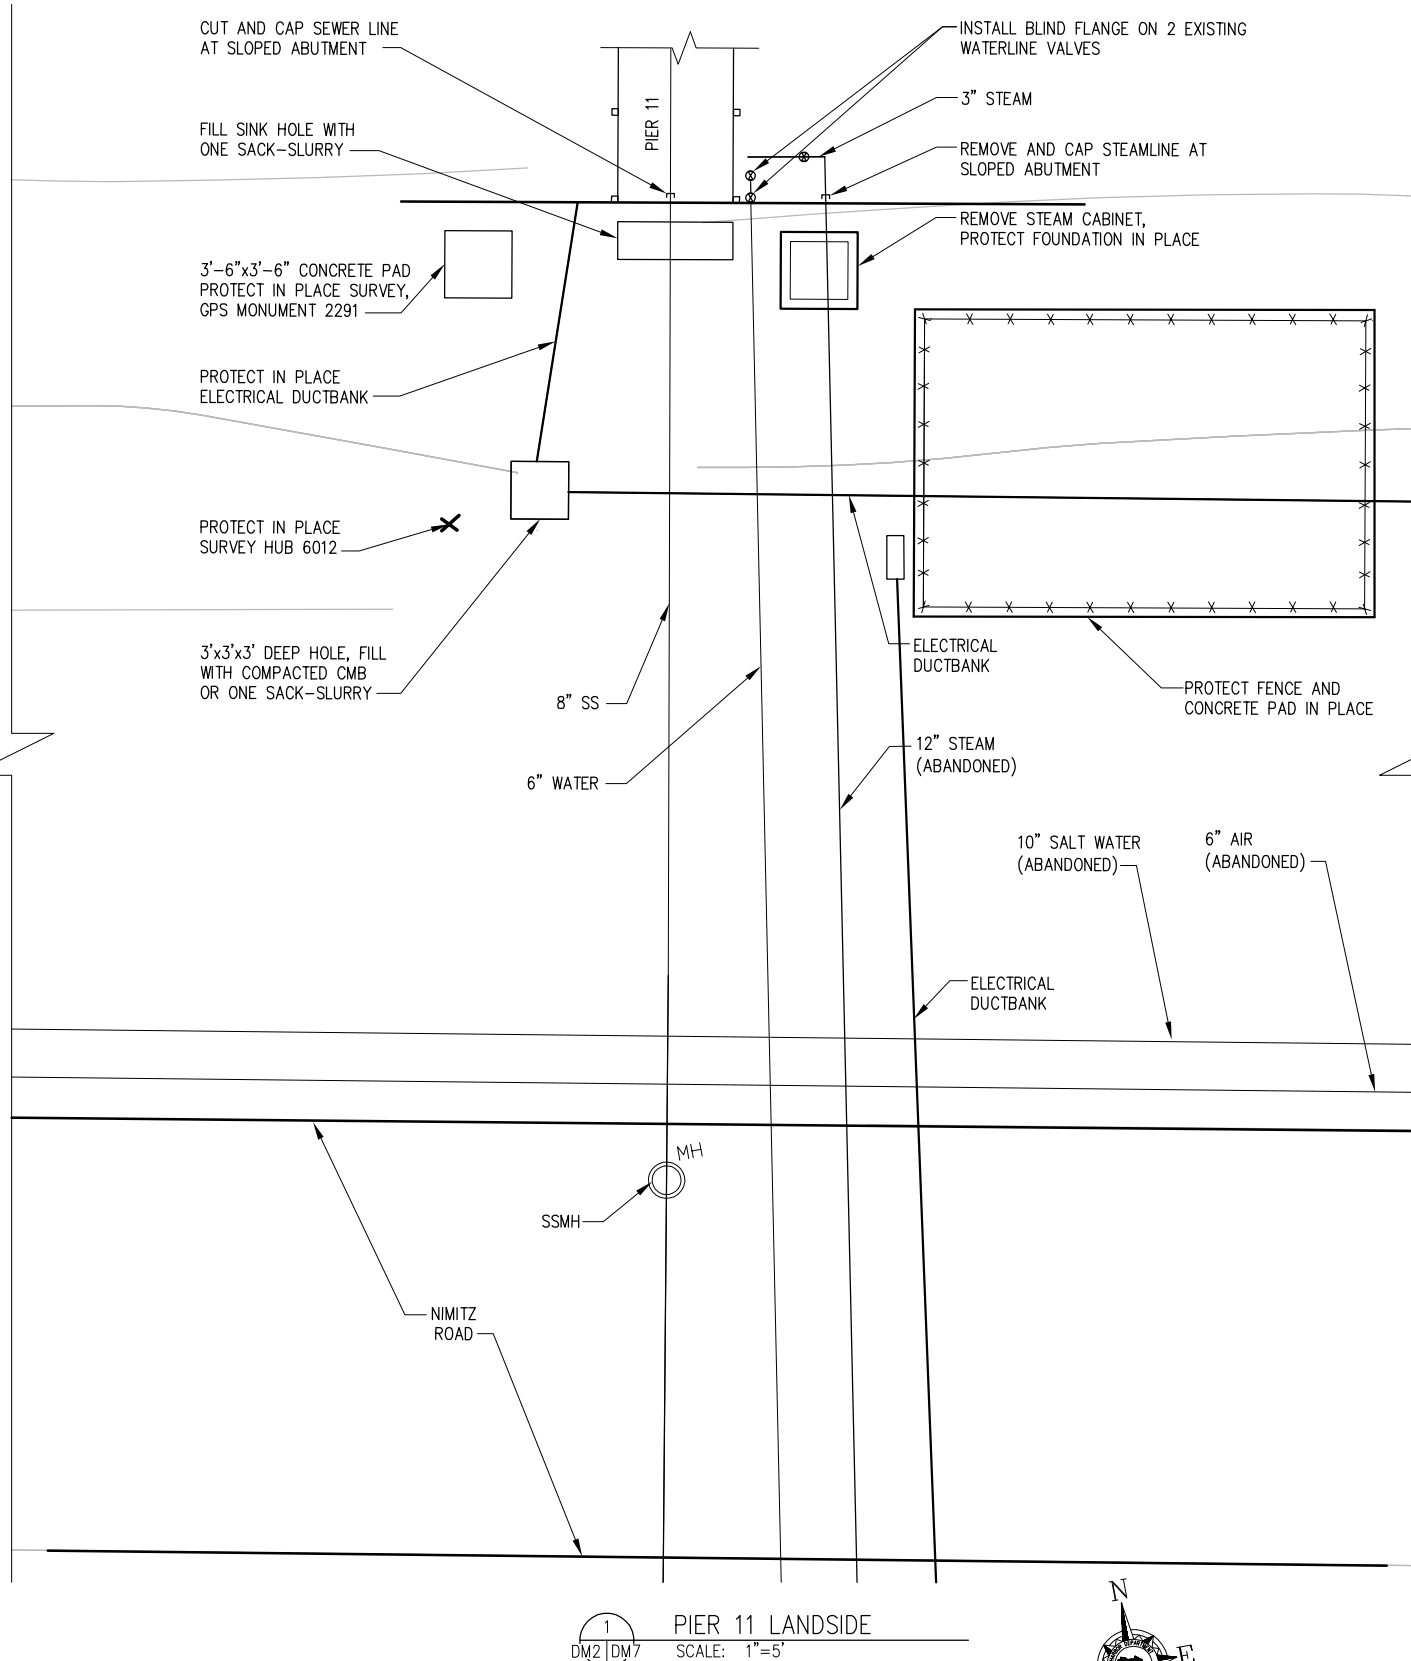 CUT AND CAP SEWER LINE
AT SLOPED ABUTMENT
INSTALL BLIND FLANGE ON 2 EXISTING
WATERLINE VALVES
PIER 11
3" STEAM
FILL SINK HOLE WITH
ONE SACK-SLURRY
REMOVE AND CAP STEAMLINE AT
SLOPED ABUTMENT
REMOVE STEAM CABINET,
PROTECT FOUNDATION IN PLACE
3'-6"x3'-6" CONCRETE PAD
PROTECT IN PLACE SURVEY,
GPS MONUMENT 2291
PROTECT IN PLACE
ELECTRICAL DUCTBANK
PROTECT IN PLACE
SURVEY HUB 6012
3'x3'x3' DEEP HOLE, FILL
WITH COMPACTED CMB
OR ONE SACK-SLURRY
ELECTRICAL
DUCTBANK
PROTECT FENCE AND
CONCRETE PAD IN PLACE
8" SS
12" STEAM
(ABANDONED)
6" WATER
10" SALT WATER
(ABANDONED)
6" AIR
(ABANDONED)
ELECTRICAL
DUCTBANK
MH
SSMH
NIMITZ
ROAD
1
DM2 DM7
PIER 11 LANDSIDE
SCALE: 1"=5'
N
E